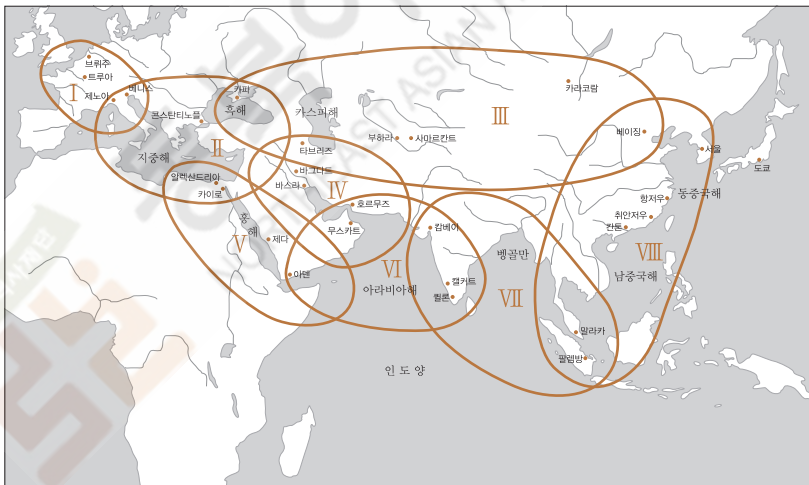 브뤼주
트루아
I
제노아
베니스
콘스탄티노플
카파
흑해
카스피해
카라코람
III
II
지중해
부하라
사마르칸트
베이징
서울
도쿄
타브리즈
바그다드
바스라
IV
알렉산드리아
카이로
호르무즈
무스카트
캄베이
홍해
V
제다
아덴
VI
아라비아해
캘커트
퀼론
벵골만
VII
항저우
동중국해
취안저우
칸톤
VIII
남중국해
말라카
팔렘방
인도양